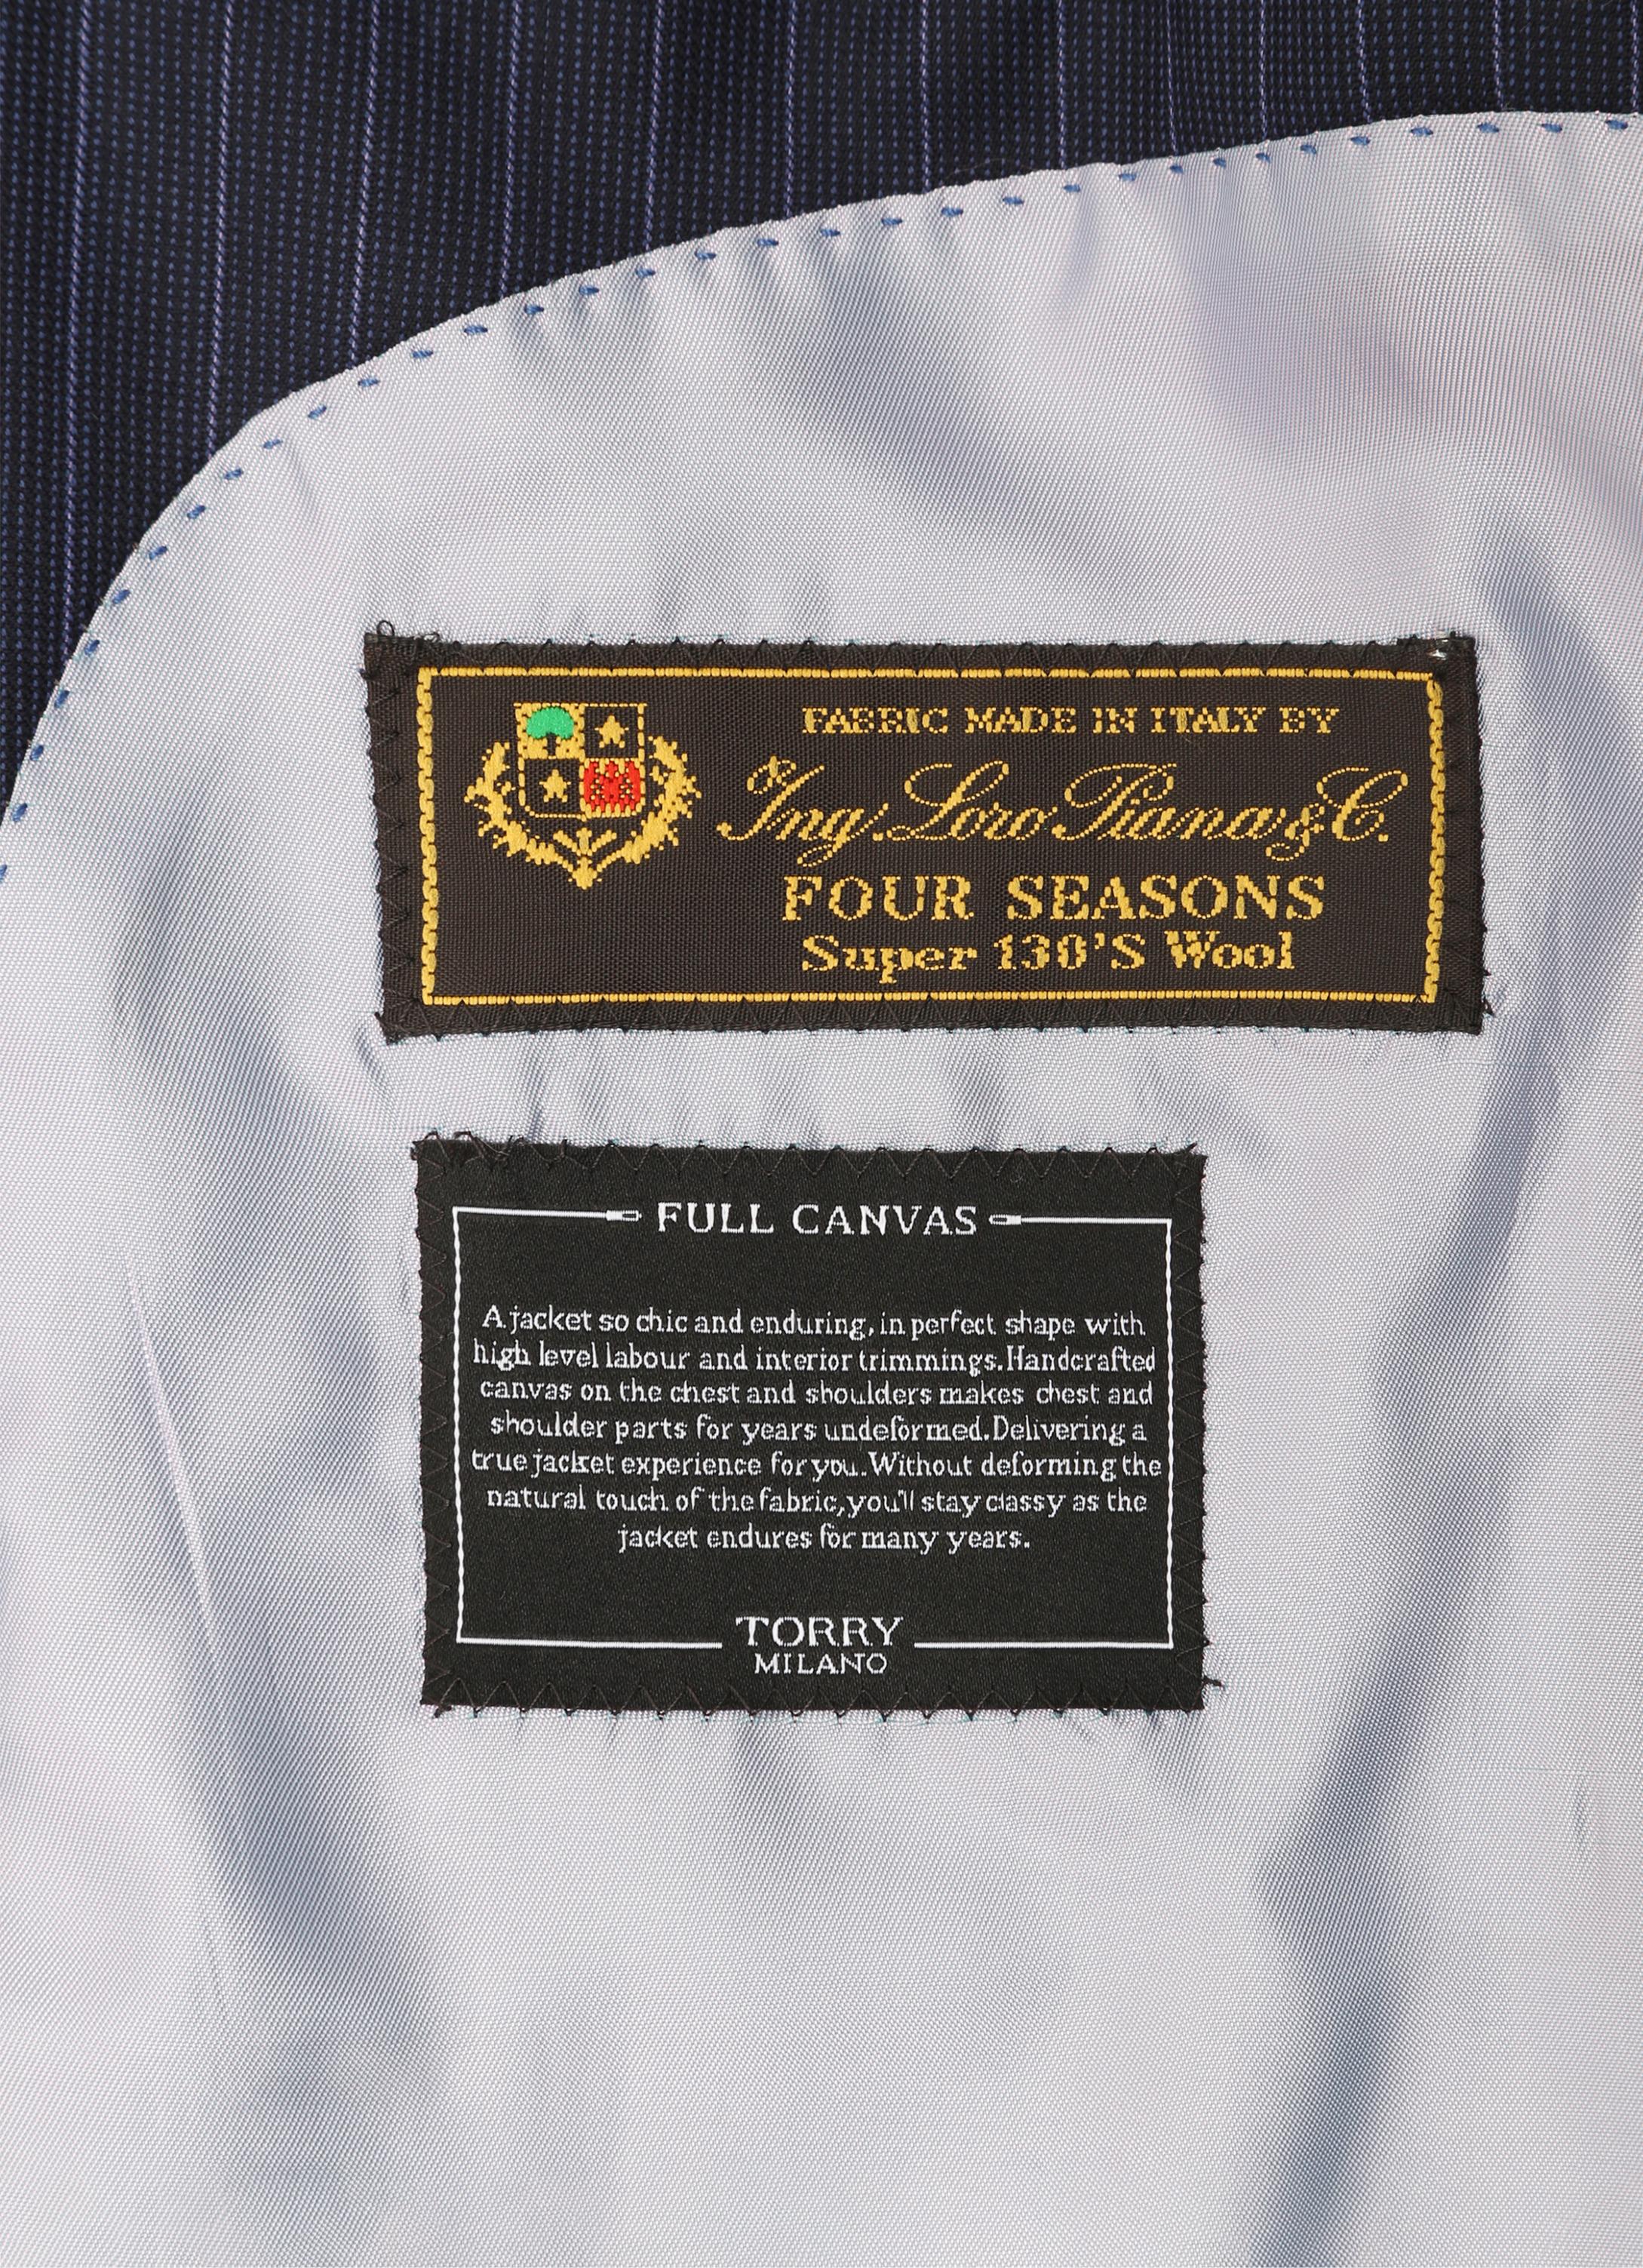 FABRIC MADE IN ITALY BY
Ing. Loro Piana & C.
FOUR SEASONS
Super 130'S Wool
FULL CANVAS
A jacket so chic and enduring, in perfect shape with
high level labour and interior trimmings. Handcrafted
canvas on the chest and shoulders makes chest and
shoulder parts for years undeformed. Delivering a
true jacket experience for you. Without deforming the
natural touch of the fabric, you'll stay classy as the
jacket endures for many years.
TORRY
MILANO